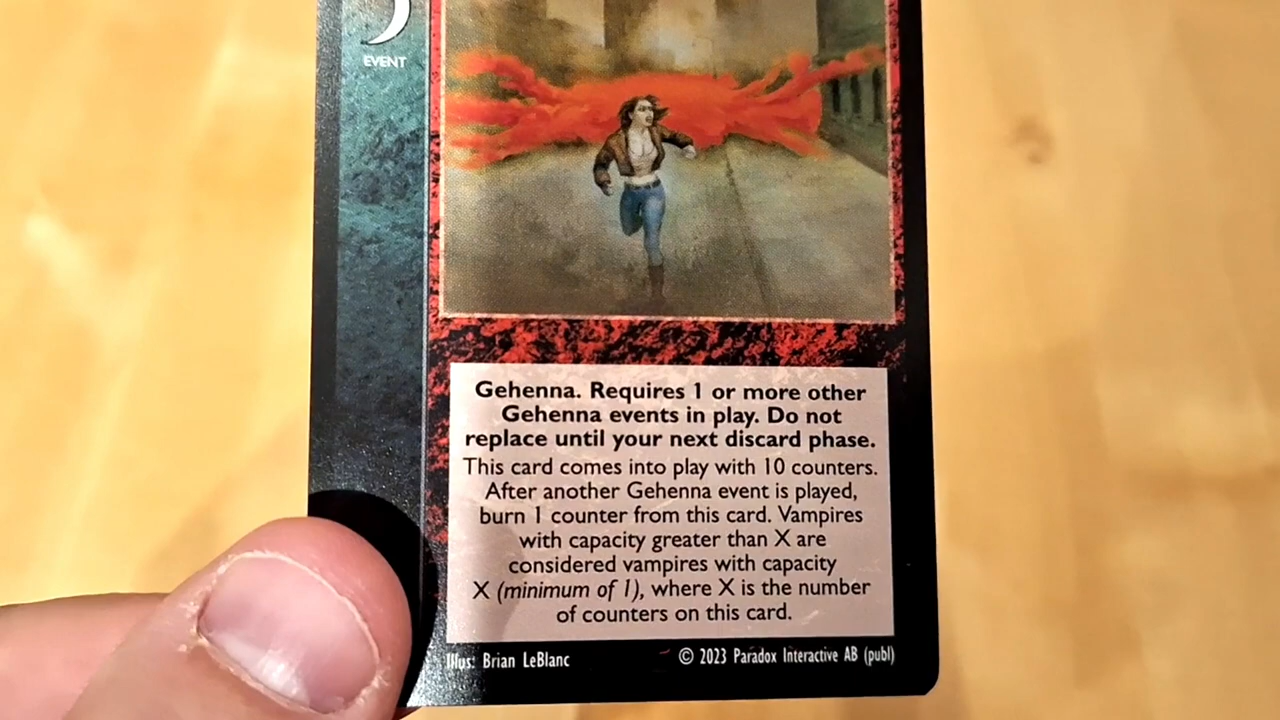 EVENT
Gehenna. Requires 1 or more other
Gehenna events in play. Do not
replace until your next discard phase.
This card comes into play with 10 counters.
After another Gehenna event is played,
burn 1 counter from this card. Vampires
with capacity greater than X are
considered vampires with capacity
X (minimum of 1), where X is the number
of counters on this card.
Illus: Brian LeBlanc
© 2023 Paradox Interactive AB (publ)